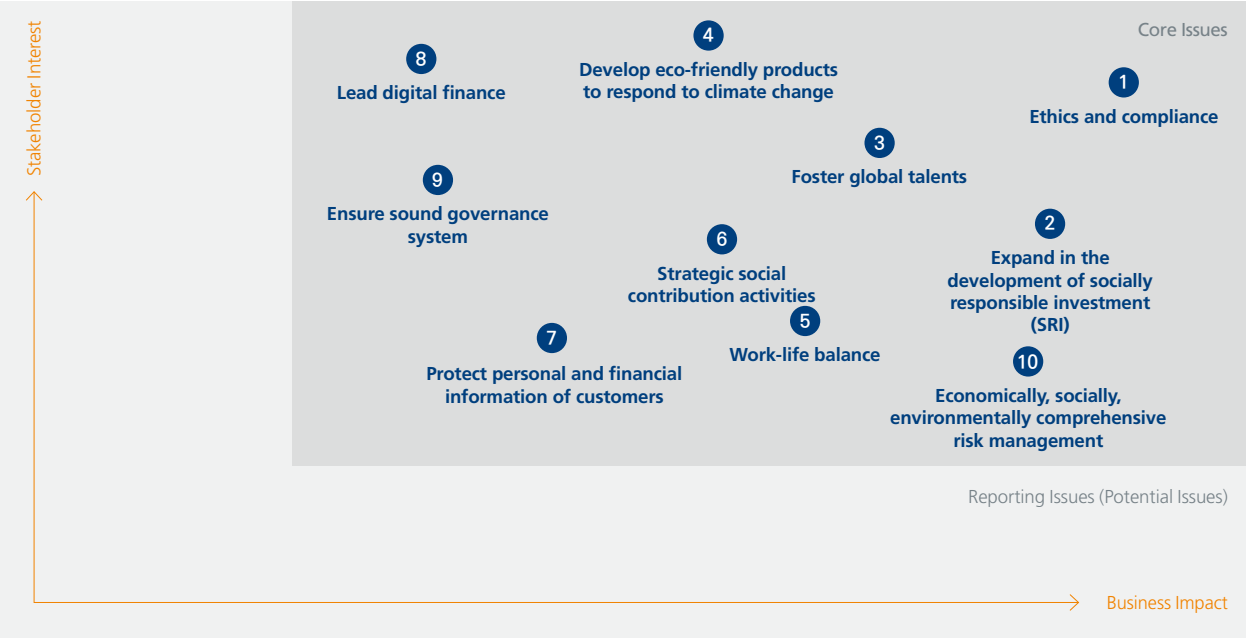 Stakeholder Interest
Core Issues
4
Develop eco-friendly products
to respond to climate change
8
Lead digital finance
1
Ethics and compliance
3
Foster global talents
9
Ensure sound governance
system
2
Expand in the
development of socially
responsible investment
(SRI)
6
Strategic social
contribution activities
5
Work-life balance
7
Protect personal and financial
information of customers
10
Economically, socially,
environmentally comprehensive
risk management
Reporting Issues (Potential Issues)
Business Impact